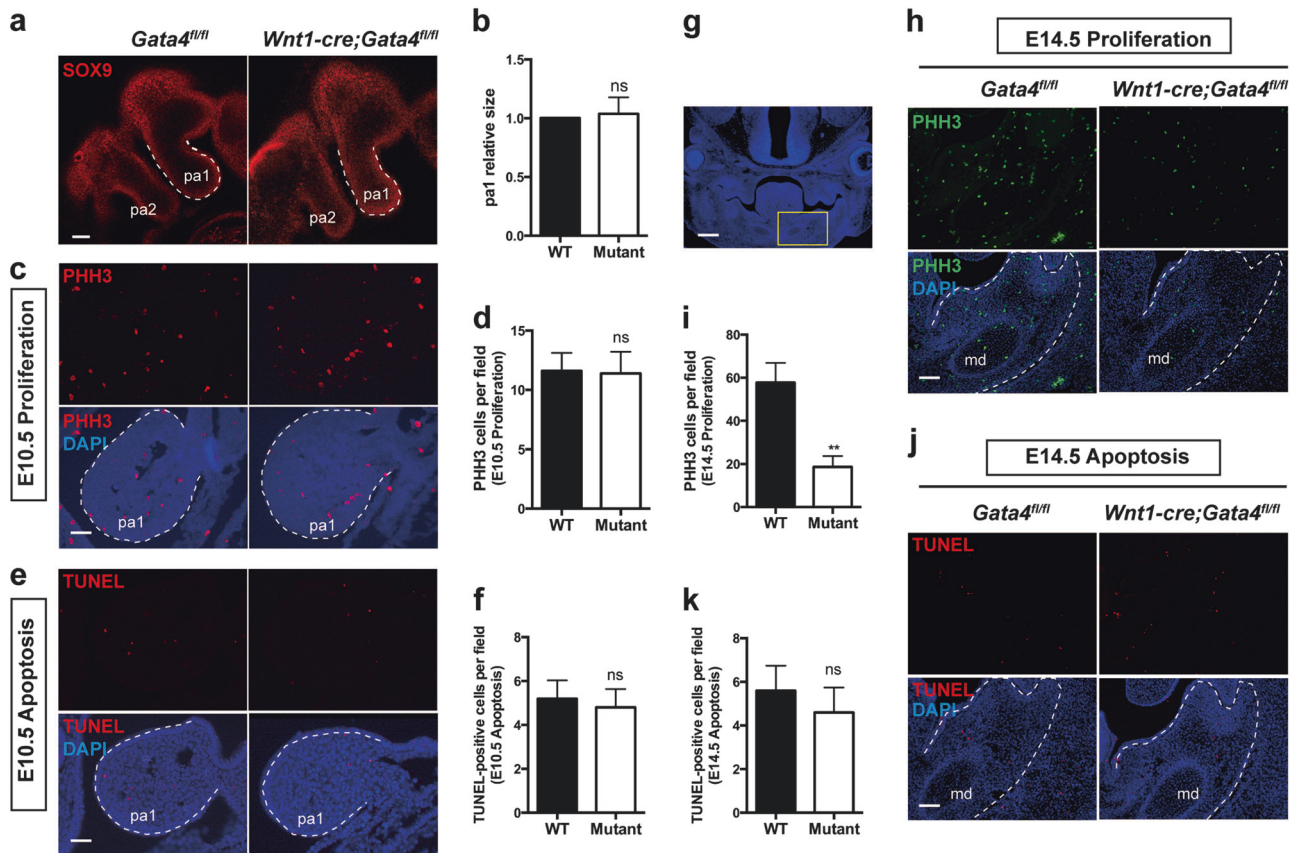 a
Gata4fl/fl
Wnt1-cre;Gata4fl/fl
SOX9
pa1
pa2
pa1
pa2
b
pa1 relative size
1.5
1.0
0.5
0.0
ns
WT
Mutant
c
E10.5 Proliferation
PHH3
PHH3
DAPI
pa1
pa1
d
PHH3 cells per field
(E10.5 Proliferation)
15
10
5
0
ns
WT
Mutant
e
E10.5 Apoptosis
TUNEL
TUNEL
DAPI
pa1
pa1
f
TUNEL-positive cells per field
(E10.5 Apoptosis)
8
6
4
2
0
ns
WT
Mutant
g
h
E14.5 Proliferation
Gata4fl/fl
Wnt1-cre;Gata4fl/fl
PHH3
PHH3
DAPI
md
md
i
PHH3 cells per field
(E14.5 Proliferation)
80
60
40
20
0
**
WT
Mutant
j
E14.5 Apoptosis
Gata4fl/fl
Wnt1-cre;Gata4fl/fl
TUNEL
TUNEL
DAPI
md
md
k
TUNEL-positive cells per field
(E14.5 Apoptosis)
8
6
4
2
0
ns
WT
Mutant